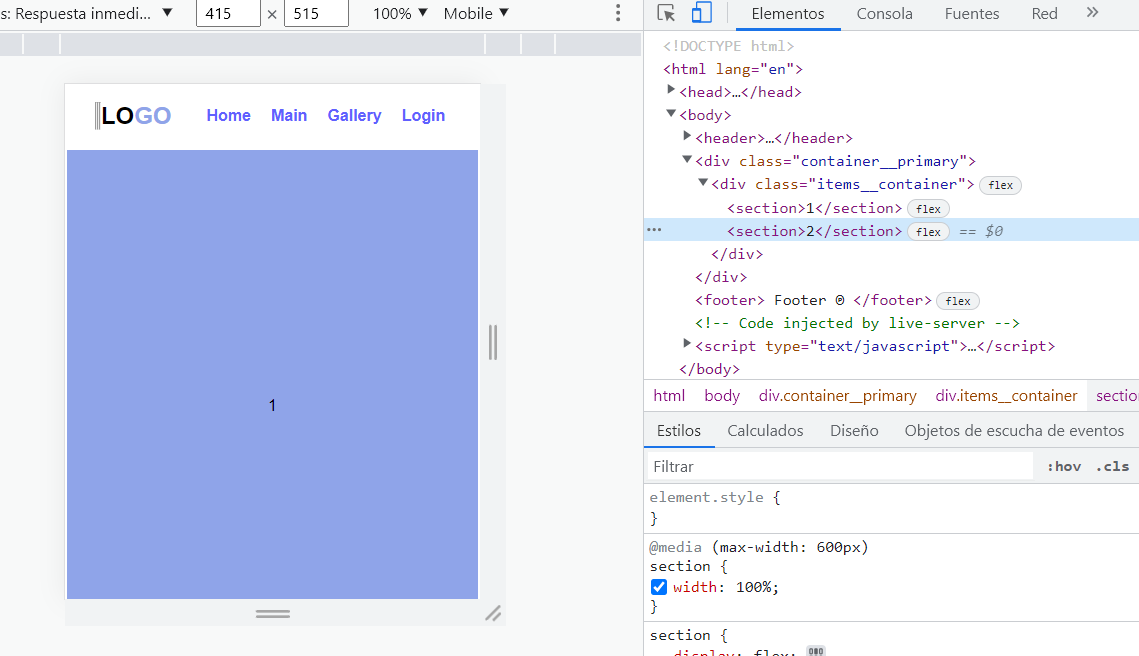 s: Respuesta inmedi... ▼ 415 × 515 100% ▼ Mobile ▼
LOGO Home Main Gallery Login
1
Elementos Consola Fuentes Red »
<!DOCTYPE html>
<html lang="en">
▶<head>…</head>
▼<body>
▶<header>…</header>
▼<div class="container__primary">
▼<div class="items__container"> flex
<section>1</section> flex
<section>2</section> flex == $0
</div>
</div>
<footer> Footer @ </footer> flex
<!-- Code injected by live-server -->
▶<script type="text/javascript">…</script>
</body>
html body div.container__primary div.items__container sectio
Estilos Calculados Diseño Objetos de escucha de eventos
Filtrar :hov .cls
element.style {
}
@media (max-width: 600px)
section {
width: 100%;
}
section {
display: flex;